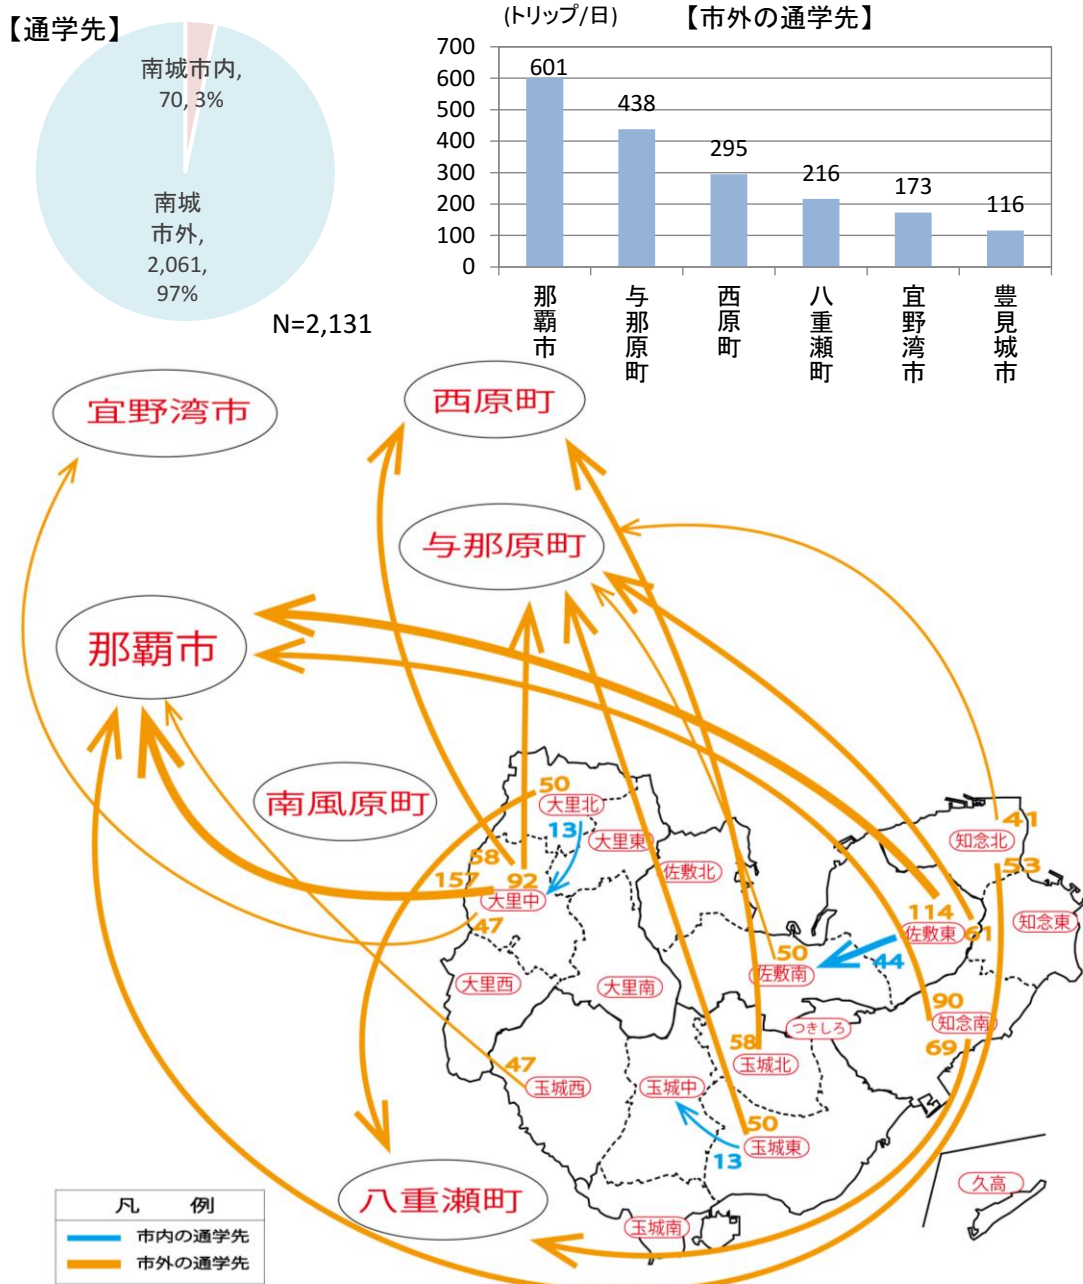 【通学先】
南城市内,
70, 3%
南城
市外,
2,061,
97%
N=2,131
(トリップ/日)
【市外の通学先】
700
600
500
400
300
200
100
0
601
438
295
216
173
116
那覇市
与那原町
西原町
八重瀬町
宜野湾市
豊見城市
宜野湾市
西原町
与那原町
那覇市
南風原町
50
大里北
13
大里東
41
知念北
58
佐敷北
53
157
92
大里中
114
知念東
47
佐敷東
61
50
44
佐敷南
大里西
大里南
90
知念南
つきしろ
58
69
玉城北
47
玉城西
玉城中
50
玉城東
13
久高
八重瀬町
玉城南
凡 例
市内の通学先
市外の通学先